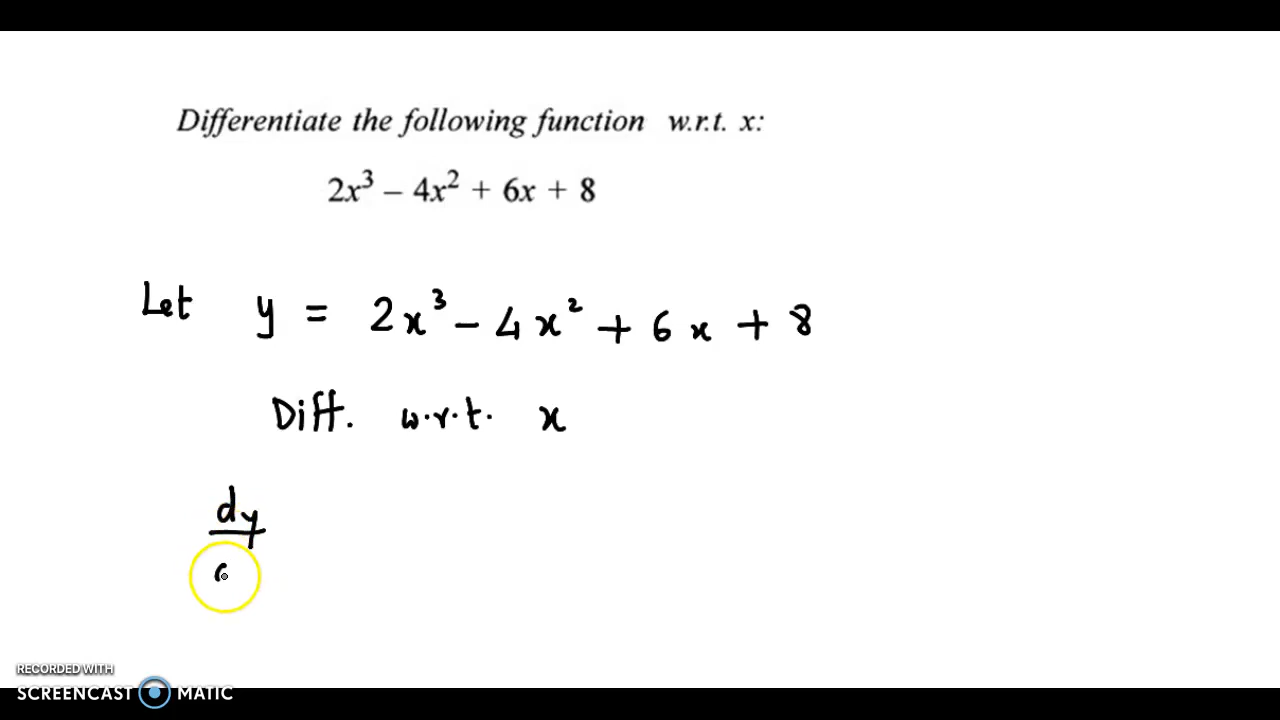 Differentiate the following function w.r.t. x:
2x³ – 4x² + 6x + 8
Let y = 2x³ – 4x² + 6x + 8
Diff. w.r.t. x
dy
RECORDED WITH
SCREENCAST MATIC